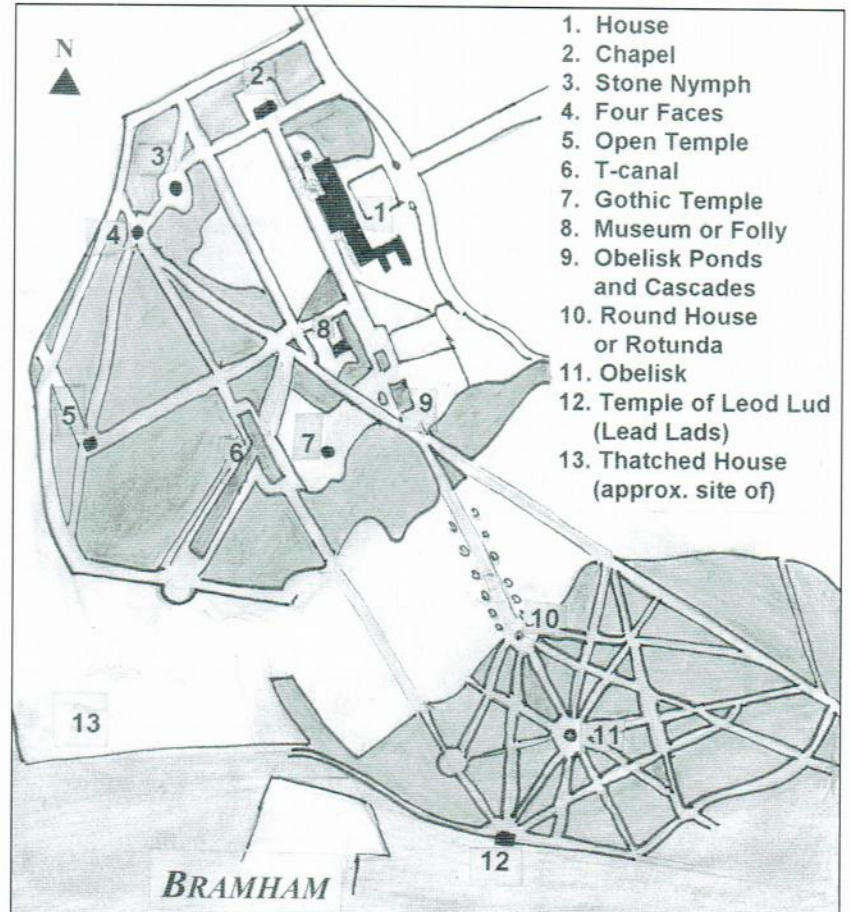 N
1. House
2. Chapel
3. Stone Nymph
4. Four Faces
5. Open Temple
6. T-canal
7. Gothic Temple
8. Museum or Folly
9. Obelisk Ponds
and Cascades
10. Round House
or Rotunda
11. Obelisk
12. Temple of Leod Lud
(Lead Lads)
13. Thatched House
(approx. site of)
2
3
1
4
8
9
5
6
7
10
13
11
12
BRAMHAM